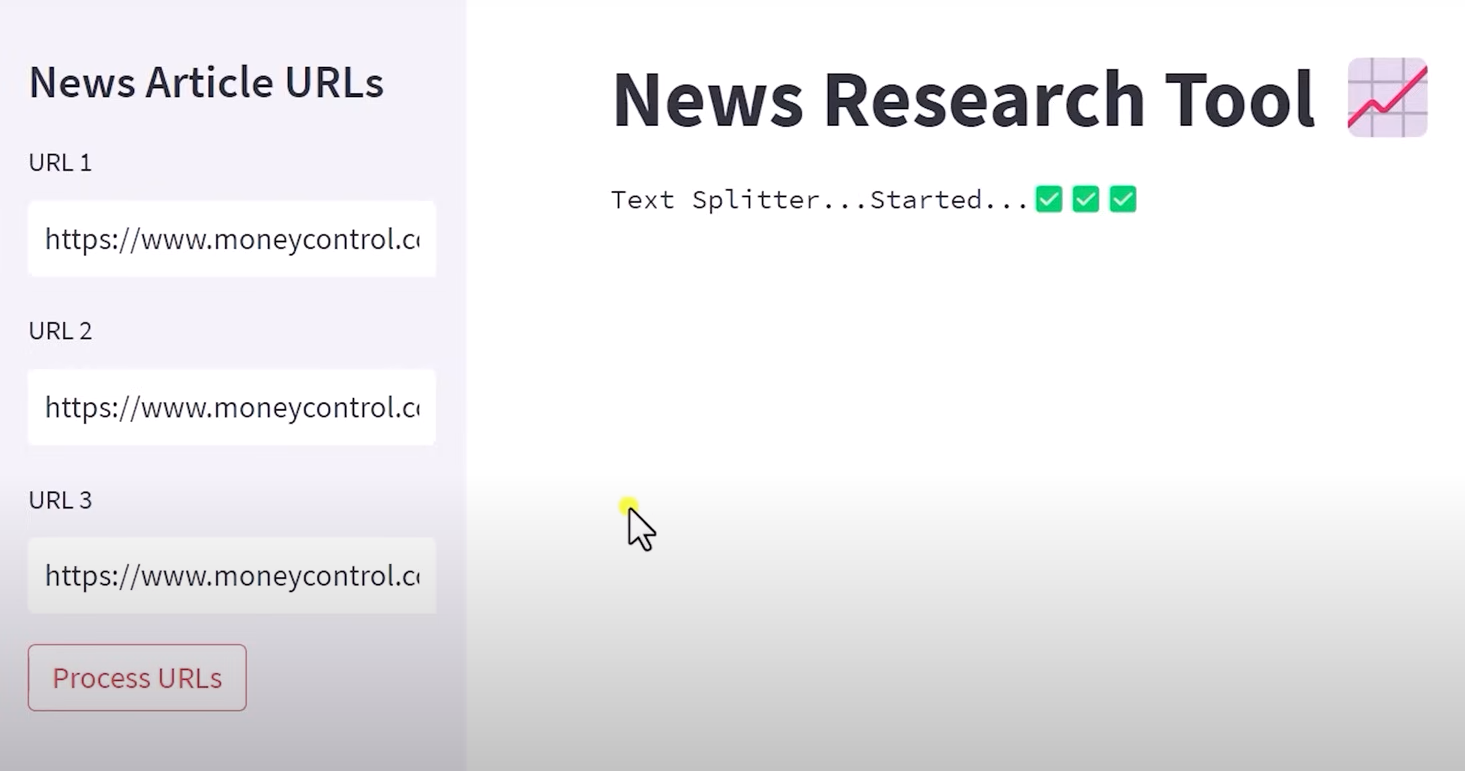 News Article URLs
URL 1
https://www.moneycontrol.c
URL 2
https://www.moneycontrol.c
URL 3
https://www.moneycontrol.c
Process URLs
News Research Tool
Text Splitter...Started...✅✅✅